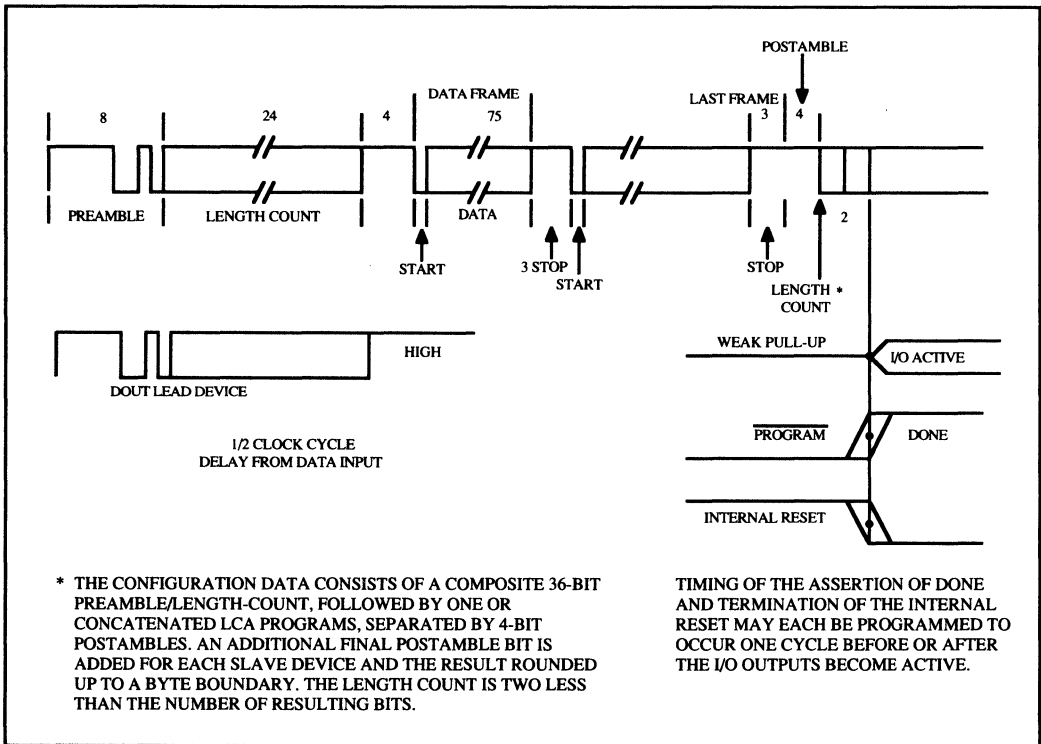 POSTAMBLE
DATA FRAME
LAST FRAME
8
24
4
75
3
4
PREAMBLE
LENGTH COUNT
DATA
2
START
3 STOP
START
STOP
LENGTH *
COUNT
HIGH
DOUT LEAD DEVICE
1/2 CLOCK CYCLE
DELAY FROM DATA INPUT
WEAK PULL-UP
I/O ACTIVE
PROGRAM
DONE
INTERNAL RESET
* THE CONFIGURATION DATA CONSISTS OF A COMPOSITE 36-BIT
PREAMBLE/LENGTH-COUNT, FOLLOWED BY ONE OR
CONCATENATED LCA PROGRAMS, SEPARATED BY 4-BIT
POSTAMBLES. AN ADDITIONAL FINAL POSTAMBLE BIT IS
ADDED FOR EACH SLAVE DEVICE AND THE RESULT ROUNDED
UP TO A BYTE BOUNDARY. THE LENGTH COUNT IS TWO LESS
THAN THE NUMBER OF RESULTING BITS.
TIMING OF THE ASSERTION OF DONE
AND TERMINATION OF THE INTERNAL
RESET MAY EACH BE PROGRAMMED TO
OCCUR ONE CYCLE BEFORE OR AFTER
THE I/O OUTPUTS BECOME ACTIVE.